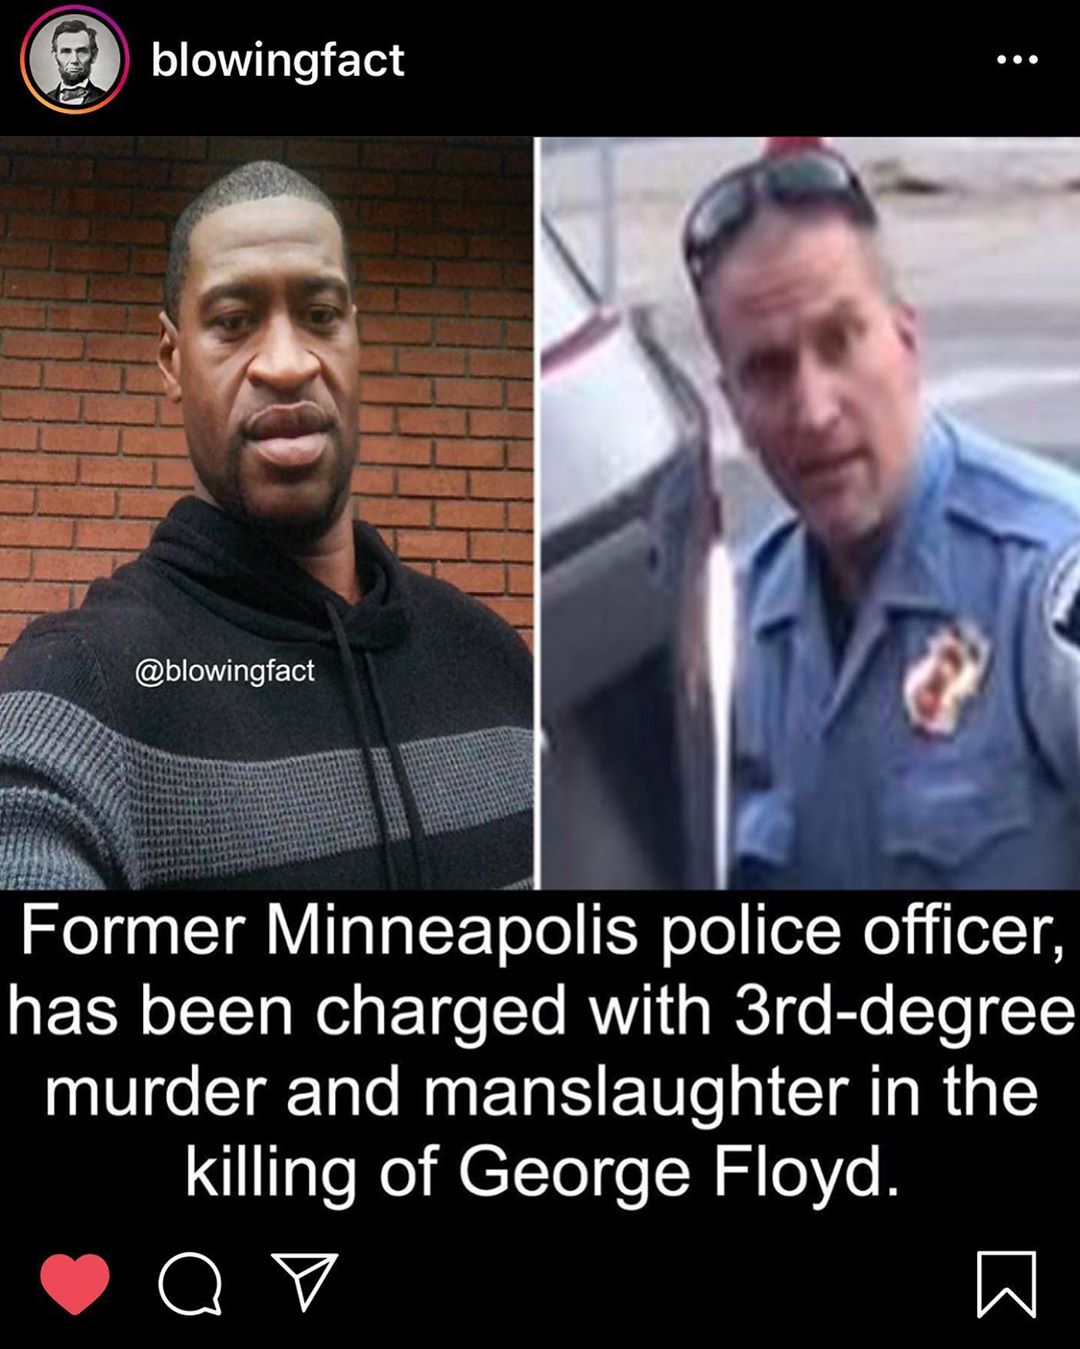 blowingfact
@blowingfact
Former Minneapolis police officer,
has been charged with 3rd-degree
murder and manslaughter in the
killing of George Floyd.